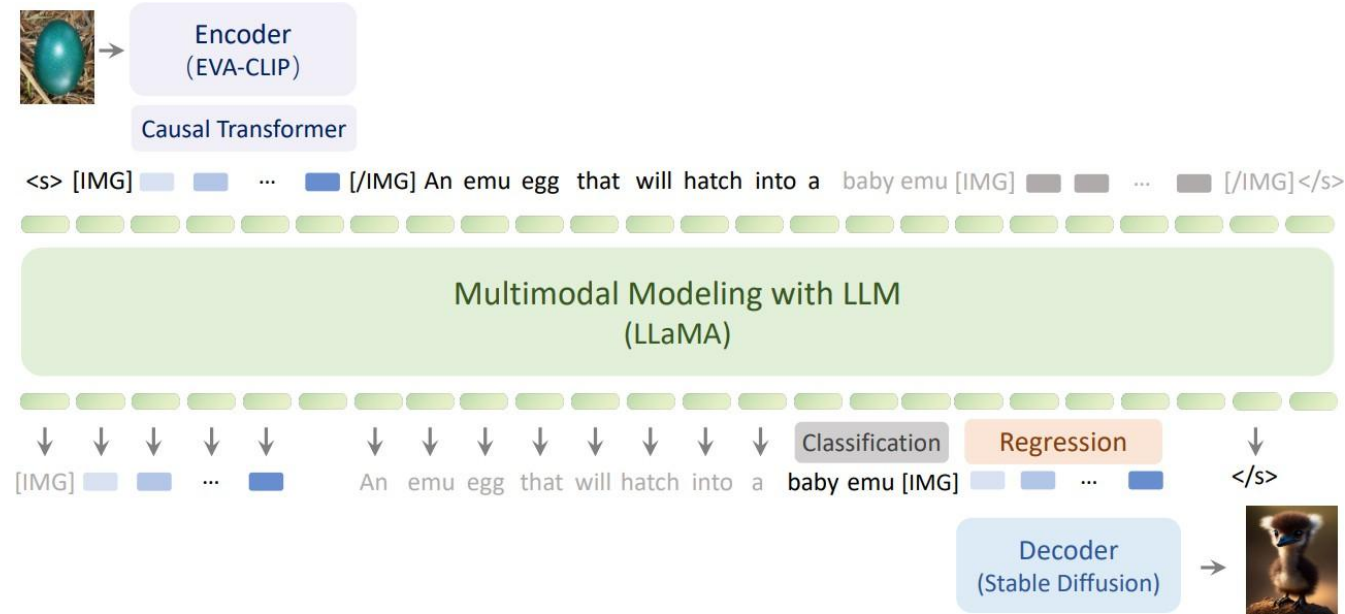 Encoder
(EVA-CLIP)
Causal Transformer
<s> [IMG] ... [/IMG] An emu egg that will hatch into a baby emu [IMG] ... [/IMG] </s>
Multimodal Modeling with LLM
(LLaMA)
Classification Regression
[IMG] ... An emu egg that will hatch into a baby emu [IMG] ... </s>
Decoder
(Stable Diffusion)